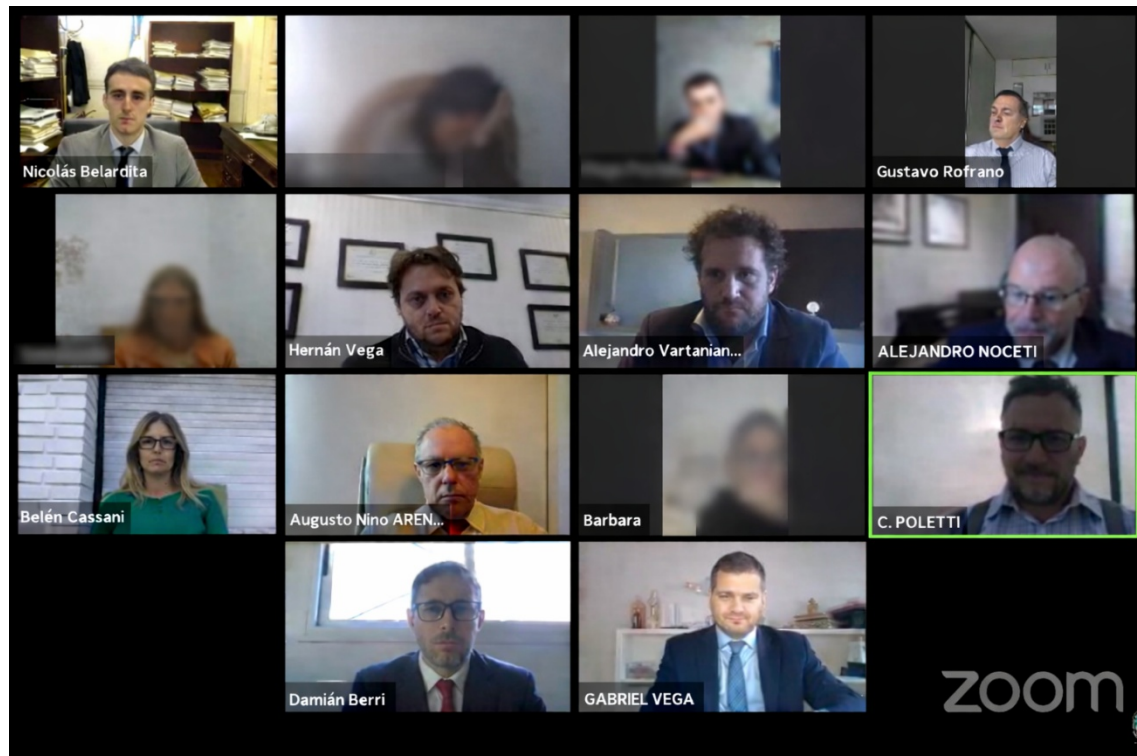 Nicolás Belardita
Gustavo Rofrano
Hernán Vega
Alejandro Vartanian...
ALEJANDRO NOCETI
Belén Cassani
Augusto Nino AREN...
Barbara
C. POLETTI
Damián Berri
GABRIEL VEGA
zoom